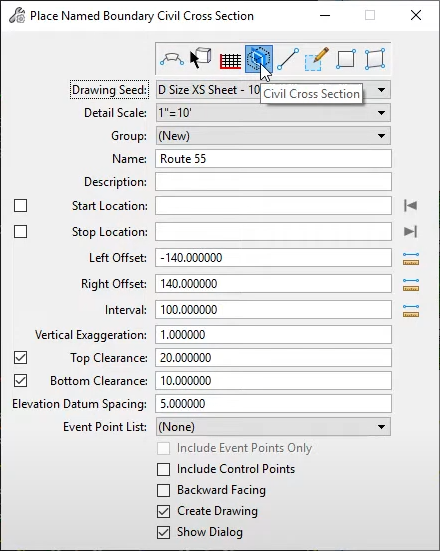 Place Named Boundary Civil Cross Section
Drawing Seed: D Size XS Sheet - 10
Civil Cross Section
Detail Scale: 1"=10'
Group: (New)
Name: Route 55
Description:
Start Location:
Stop Location:
Left Offset: -140.000000
Right Offset: 140.000000
Interval: 100.000000
Vertical Exaggeration: 1.000000
Top Clearance: 20.000000
Bottom Clearance: 10.000000
Elevation Datum Spacing: 5.000000
Event Point List: (None)
Include Event Points Only
Include Control Points
Backward Facing
Create Drawing
Show Dialog